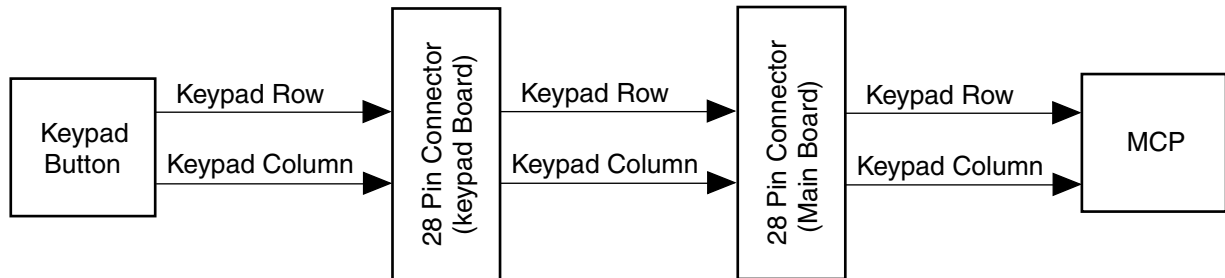 Keypad
Button
Keypad Row
Keypad Column
28 Pin Connector
(keypad Board)
Keypad Row
Keypad Column
28 Pin Connector
(Main Board)
Keypad Row
Keypad Column
MCP